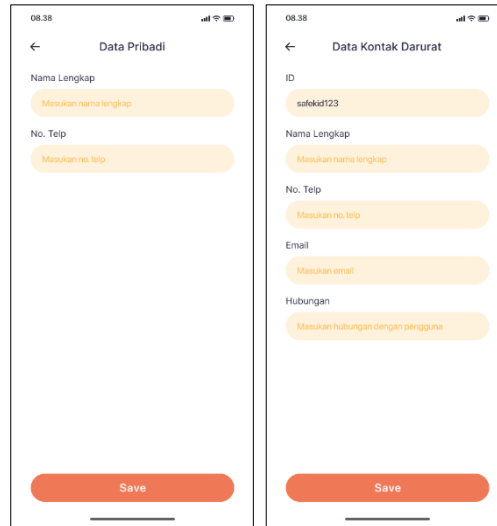 08.38
Data Pribadi
Nama Lengkap
Masukan nama lengkap
No. Telp
Masukan no.telp
Save
08.38
Data Kontak Darurat
ID
safekid123
Nama Lengkap
Masukan nama lengkap
No. Telp
Masukan no.telp
Email
Masukan email
Hubungan
Masukan hubungan dengan pengguna
Save